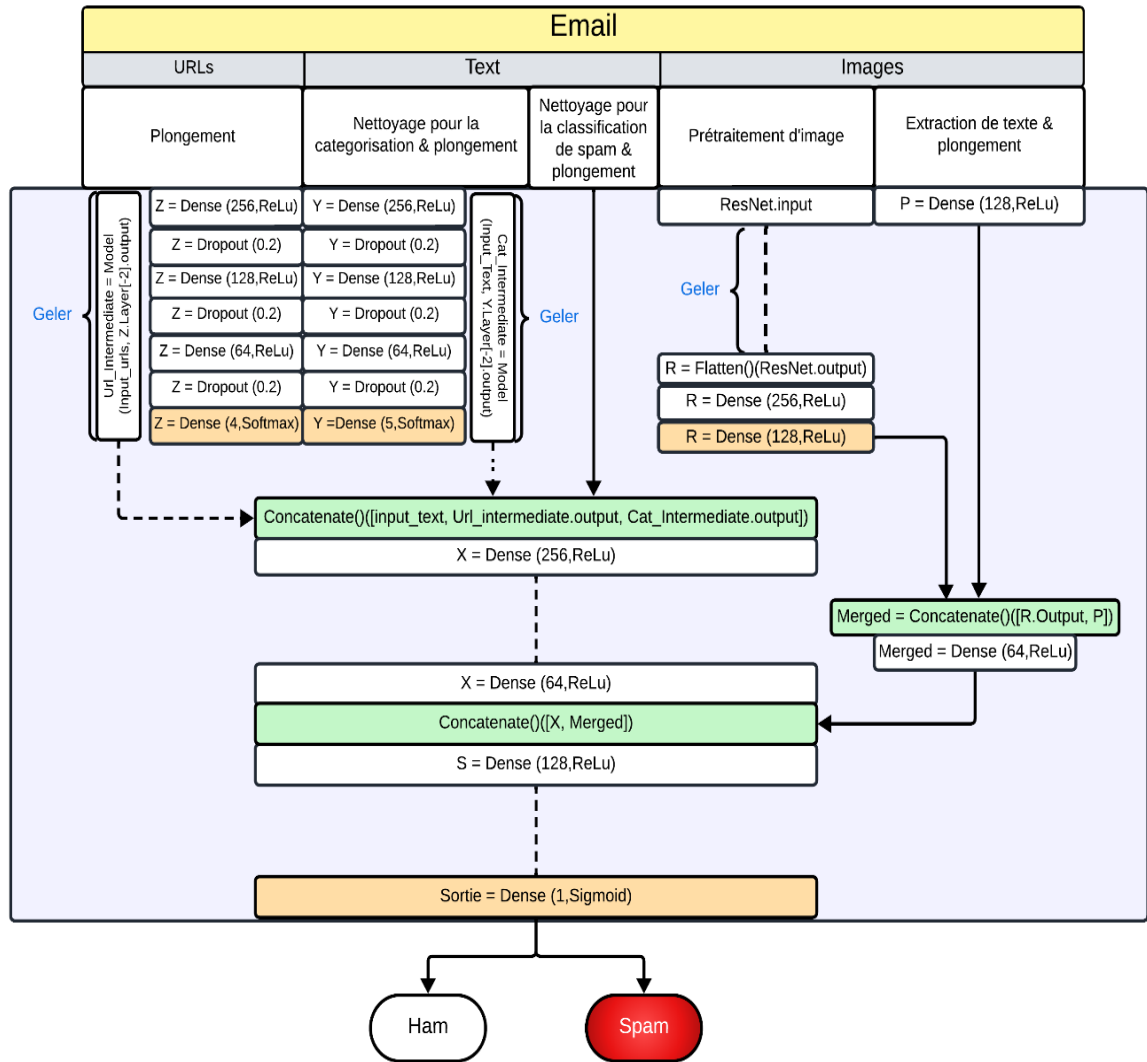 Email
URLs
Text
Images
Plongement
Nettoyage pour la
categorisation & plongement
Nettoyage pour
la classification
de spam &
plongement
Prétraitement d'image
Extraction de texte &
plongement
Geler
Url_Intermediate = Model
(Input_urls, Z.Layer[-2].output)
Z = Dense (256,ReLu)
Z = Dropout (0.2)
Z = Dense (128,ReLu)
Z = Dropout (0.2)
Z = Dense (64,ReLu)
Z = Dropout (0.2)
Z = Dense (4,Softmax)
Y = Dense (256,ReLu)
Y = Dropout (0.2)
Y = Dense (128,ReLu)
Y = Dropout (0.2)
Y = Dense (64,ReLu)
Y = Dropout (0.2)
Y =Dense (5,Softmax)
Cat_Intermediate = Model
(Input_Text, Y.Layer[-2].output)
Geler
ResNet.input
Geler
R = Flatten()(ResNet.output)
R = Dense (256,ReLu)
R = Dense (128,ReLu)
P = Dense (128,ReLu)
Concatenate()([input_text, Url_intermediate.output, Cat_Intermediate.output])
X = Dense (256,ReLu)
Merged = Concatenate()([R.Output, P])
Merged = Dense (64,ReLu)
X = Dense (64,ReLu)
Concatenate()([X, Merged])
S = Dense (128,ReLu)
Sortie = Dense (1,Sigmoid)
Ham
Spam